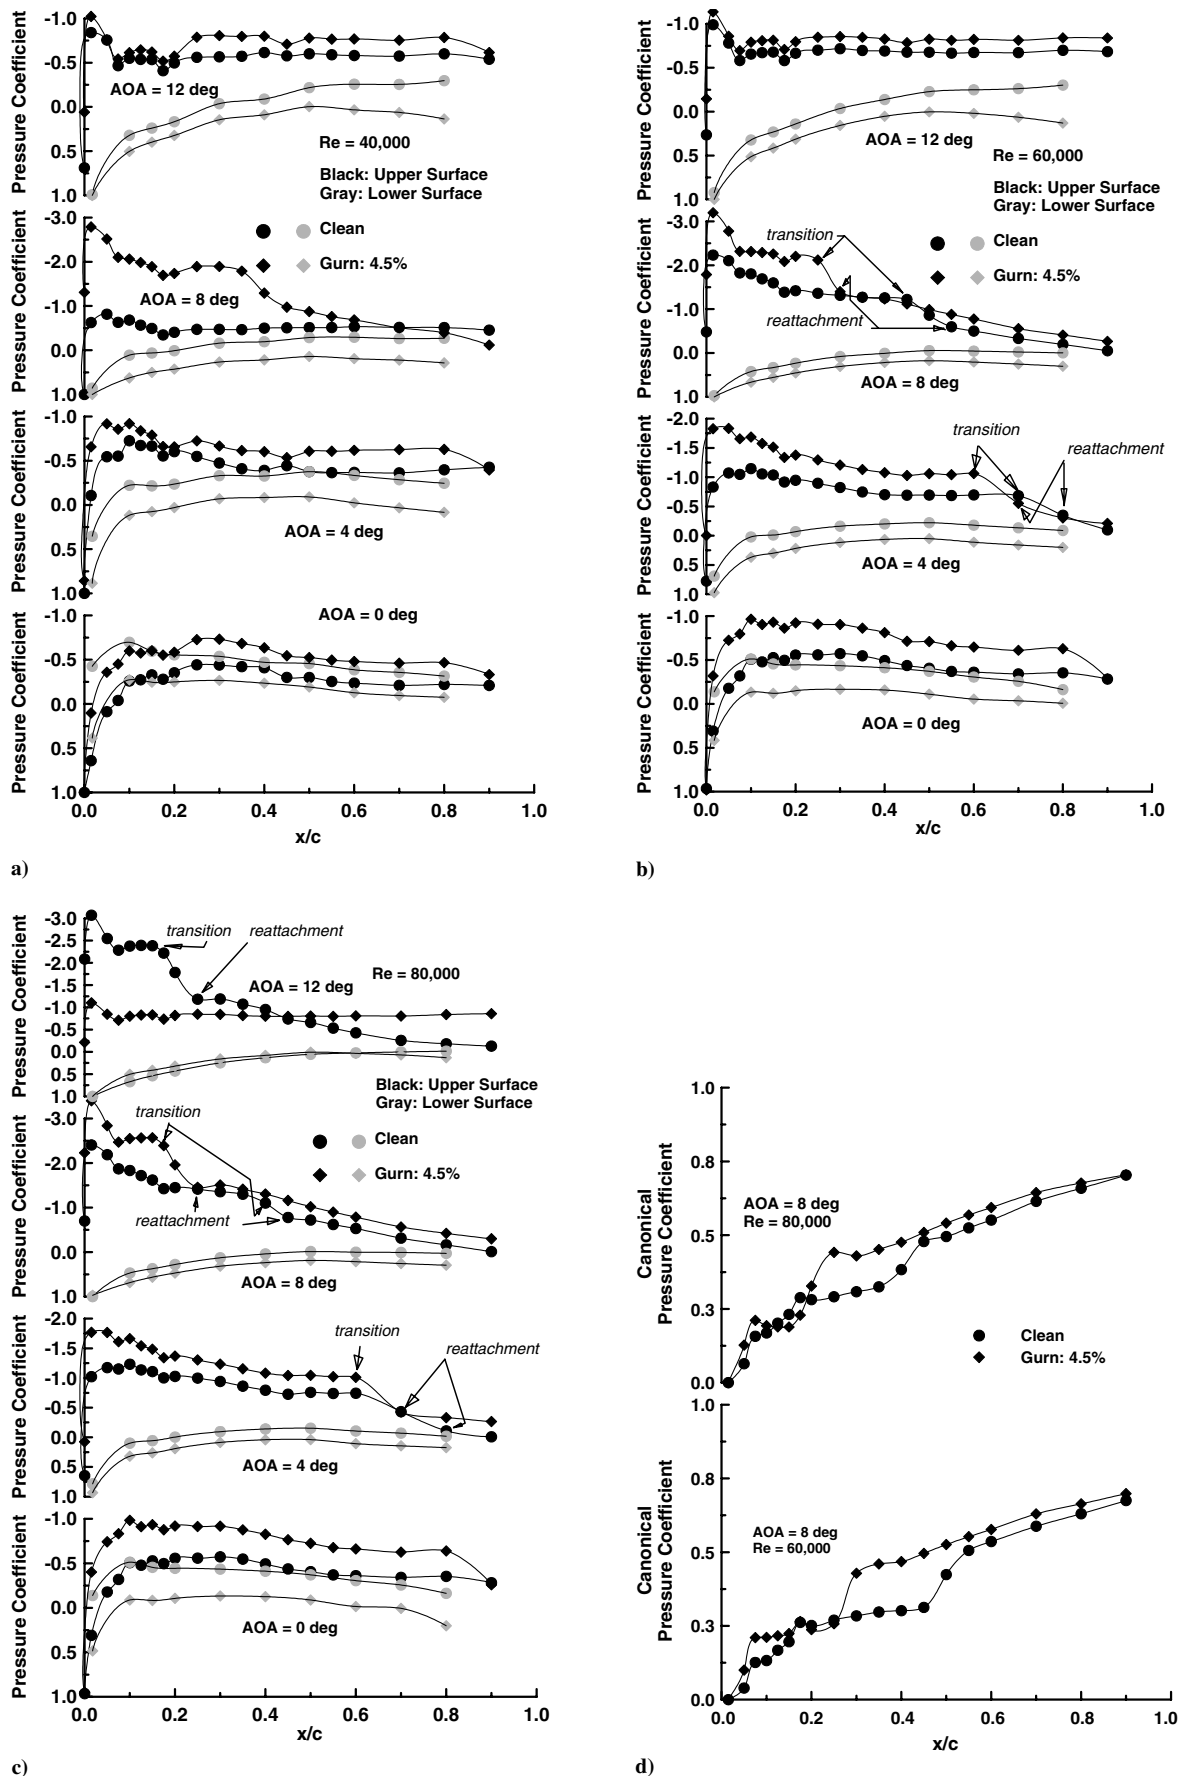 Pressure Coefficient
-1.0
-0.5
0.0
0.5
1.0
AOA = 12 deg
Re = 40,000
Black: Upper Surface
Gray: Lower Surface
Pressure Coefficient
-3.0
-2.0
-1.0
0.0
1.0
Clean
Gurn: 4.5%
AOA = 8 deg
Pressure Coefficient
-1.0
-0.5
0.0
0.5
1.0
AOA = 4 deg
Pressure Coefficient
-1.0
-0.5
0.0
0.5
1.0
AOA = 0 deg
0.0 0.2 0.4 0.6 0.8 1.0
x/c
a)
Pressure Coefficient
-1.0
-0.5
0.0
0.5
1.0
AOA = 12 deg
Re = 60,000
Black: Upper Surface
Gray: Lower Surface
Pressure Coefficient
-3.0
-2.0
-1.0
0.0
1.0
transition
Clean
Gurn: 4.5%
reattachment
AOA = 8 deg
Pressure Coefficient
-2.0
-1.5
-1.0
-0.5
0.0
0.5
1.0
transition
reattachment
AOA = 4 deg
Pressure Coefficient
-1.0
-0.5
0.0
0.5
1.0
AOA = 0 deg
0.0 0.2 0.4 0.6 0.8 1.0
x/c
b)
Pressure Coefficient
-3.0
-2.5
-2.0
-1.5
-1.0
-0.5
0.0
0.5
1.0
transition
reattachment
AOA = 12 deg
Re = 80,000
Black: Upper Surface
Gray: Lower Surface
Pressure Coefficient
-3.0
-2.0
-1.0
0.0
1.0
transition
Clean
Gurn: 4.5%
reattachment
AOA = 8 deg
Pressure Coefficient
-2.0
-1.5
-1.0
-0.5
0.0
0.5
1.0
transition
reattachment
AOA = 4 deg
Pressure Coefficient
-1.0
-0.5
0.0
0.5
1.0
AOA = 0 deg
0.0 0.2 0.4 0.6 0.8 1.0
x/c
c)
Canonical
Pressure Coefficient
1.0
0.8
0.5
0.3
0.0
AOA = 8 deg
Re = 80,000
Clean
Gurn: 4.5%
Canonical
Pressure Coefficient
1.0
0.8
0.5
0.3
0.0
AOA = 8 deg
Re = 60,000
0.0 0.2 0.4 0.6 0.8 1.0
x/c
d)